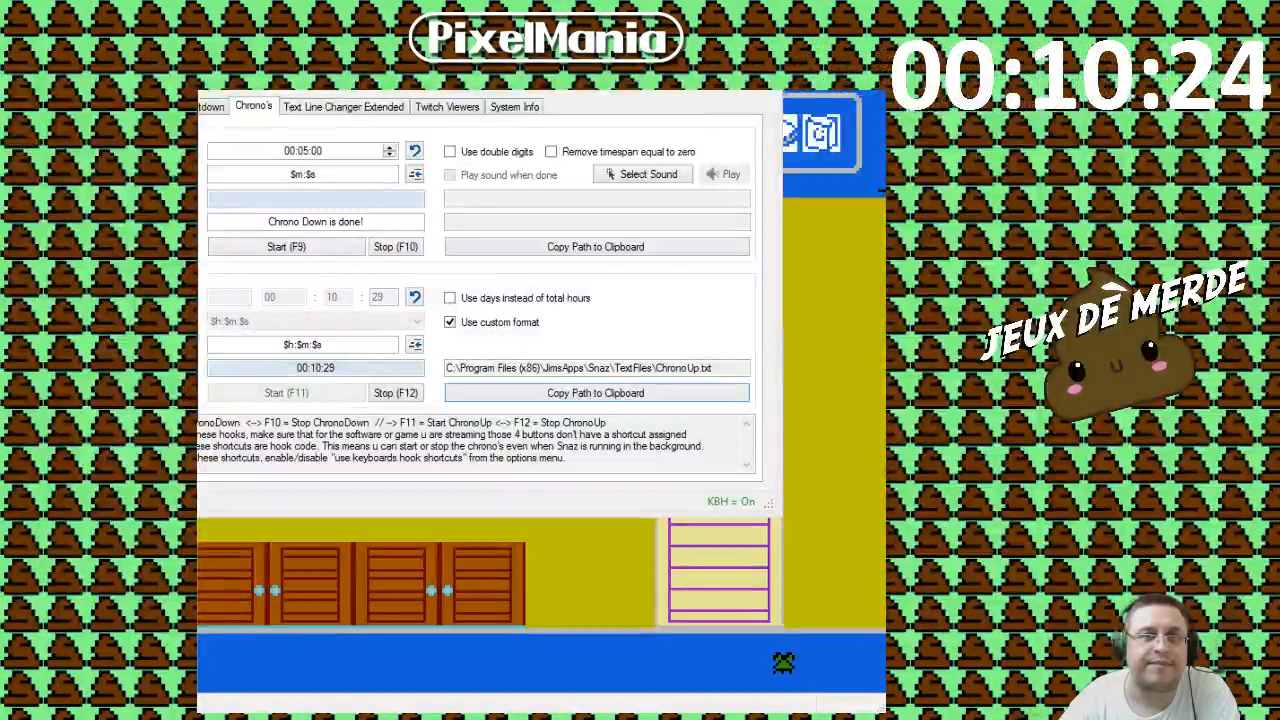 PixelMania
00:10:24
Chrono's
Text Line Changer Extended
Twitch Viewers
System Info
00:05:00
Use double digits
Remove timespan equal to zero
$m:$s
Play sound when done
Select Sound
Play
Chrono Down is done!
Start (F9)
Stop (F10)
Copy Path to Clipboard
JEUX DE MERDE
00 : 10 : 29
Use days instead of total hours
$h:$m:$s
Use custom format
$h:$m:$s
00:10:29
C:\Program Files (x86)\JimsApps\Snaz\TextFiles\ChronoUp.txt
Start (F11)
Stop (F12)
Copy Path to Clipboard
onoDown <--> F10 = Stop ChronoDown // --> F11 = Start ChronoUp <--> F12 = Stop ChronoUp
hese hooks, make sure that for the software or game u are streaming those 4 buttons don't have a shortcut assigned
ese shortcuts are hook code. This means u can start or stop the chrono's even when Snaz is running in the background.
hese shortcuts, enable/disable "use keyboards hook shortcuts" from the options menu.
KBH = On